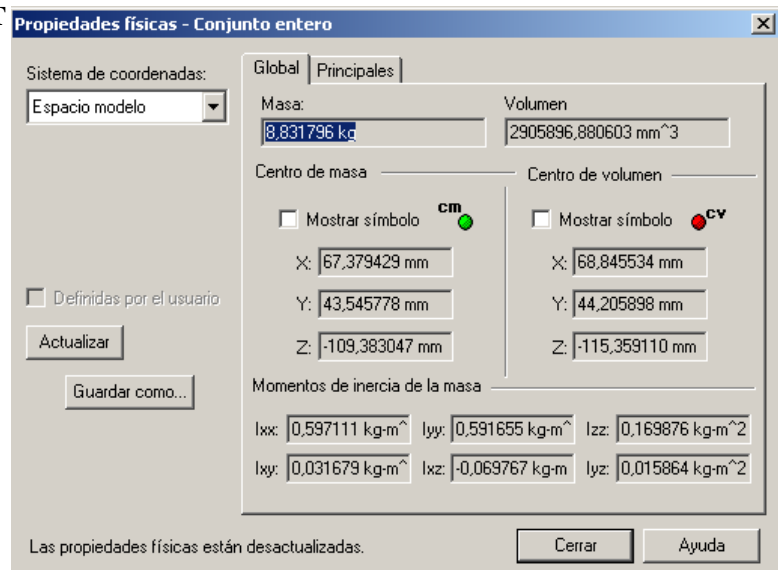 T
Propiedades físicas - Conjunto entero
Sistema de coordenadas:
Espacio modelo
Definidas por el usuario
Actualizar
Guardar como...
Global Principales
Masa: Volumen
8,831796 kg 2905896,880603 mm^3
Centro de masa Centro de volumen
Mostrar símbolo cm Mostrar símbolo cv
X: 67,379429 mm X: 68,845534 mm
Y: 43,545778 mm Y: 44,205898 mm
Z: -109,383047 mm Z: -115,359110 mm
Momentos de inercia de la masa
Ixx: 0,597111 kg-m^ Iyy: 0,591655 kg-m^ Izz: 0,169876 kg-m^2
Ixy: 0,031679 kg-m^ Ixz: -0,069767 kg-m Iyz: 0,015864 kg-m^2
Las propiedades físicas están desactualizadas. Cerrar Ayuda